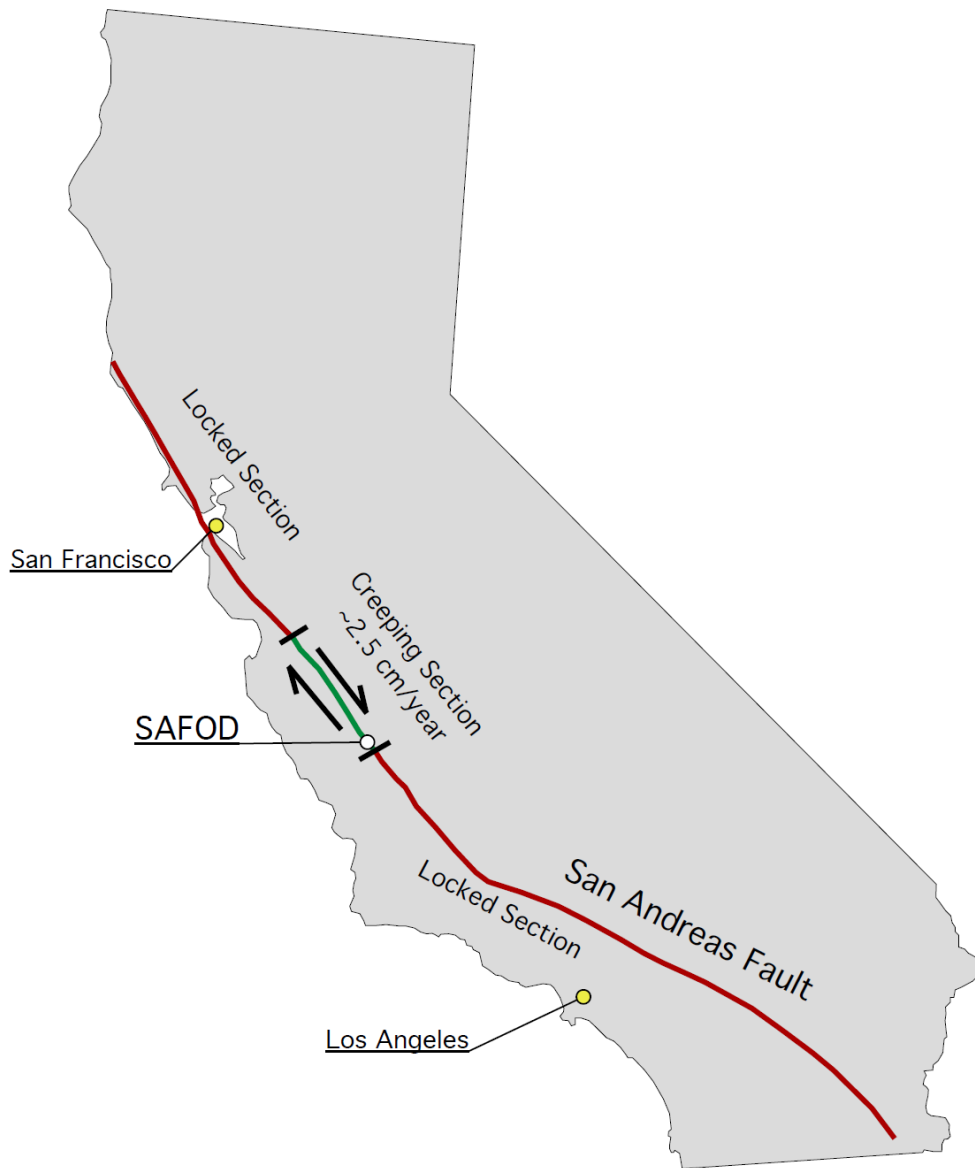 Locked Section
San Francisco
Creeping Section
~2.5 cm/year
SAFOD
Locked Section
San Andreas Fault
Los Angeles